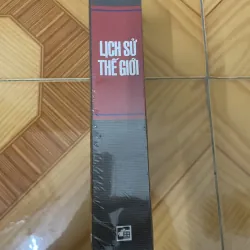 LỊCH SỬ
THẾ GIỚI